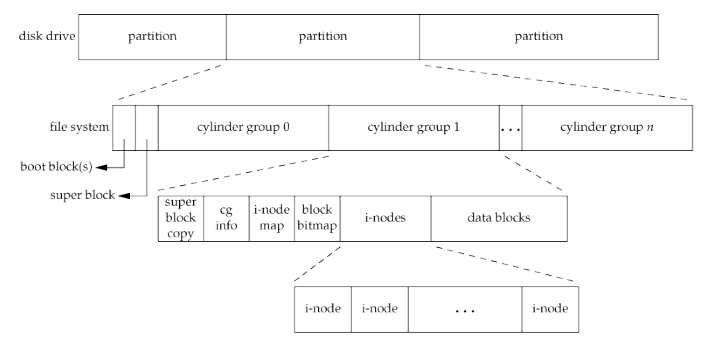 disk drive partition partition partition
file system cylinder group 0 cylinder group 1 ... cylinder group n
boot block(s)
super block
super block copy
cg info
i-node map
block bitmap
i-nodes
data blocks
i-node i-node ... i-node